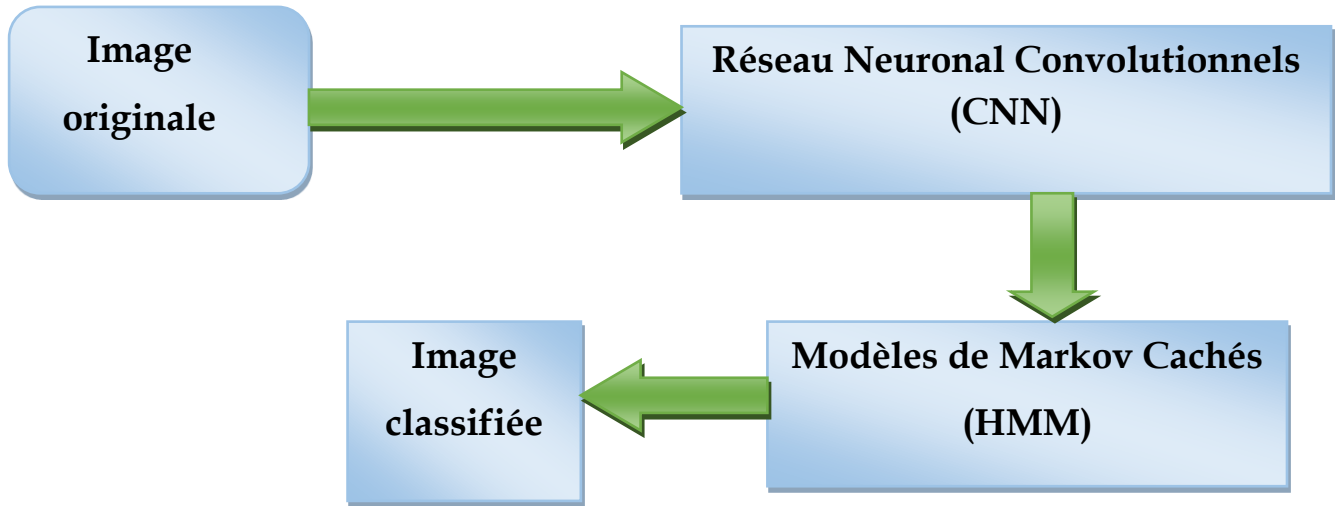 Image
originale
Réseau Neuronal Convolutionnels
(CNN)
Modèles de Markov Cachés
(HMM)
Image
classifiée